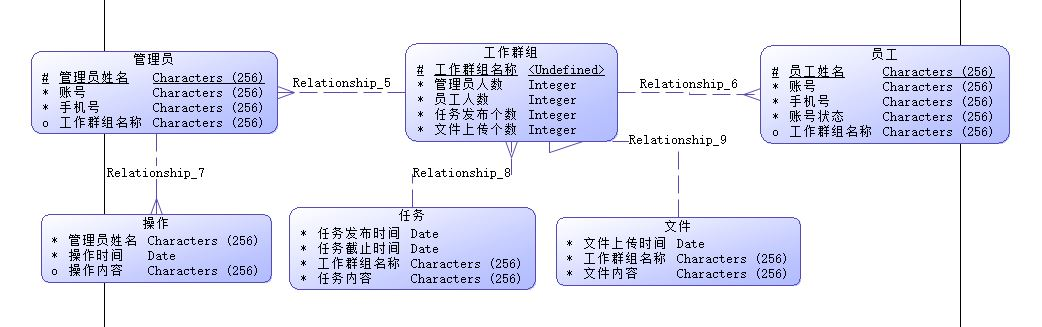 管理员
# 管理员姓名 Characters (256)
* 账号 Characters (256)
* 手机号 Characters (256)
o 工作群组名称 Characters (256)
Relationship_5
工作群组
# 工作群组名称 <Undefined>
* 管理员人数 Integer
* 员工人数 Integer
* 任务发布个数 Integer
* 文件上传个数 Integer
Relationship_6
员工
# 员工姓名 Characters (256)
* 账号 Characters (256)
* 手机号 Characters (256)
* 账号状态 Characters (256)
o 工作群组名称 Characters (256)
Relationship_7
Relationship_8
Relationship_9
操作
* 管理员姓名 Characters (256)
* 操作时间 Date
o 操作内容 Characters (256)
任务
* 任务发布时间 Date
* 任务截止时间 Date
* 工作群组名称 Characters (256)
* 任务内容 Characters (256)
文件
* 文件上传时间 Date
* 工作群组名称 Characters (256)
* 文件内容 Characters (256)